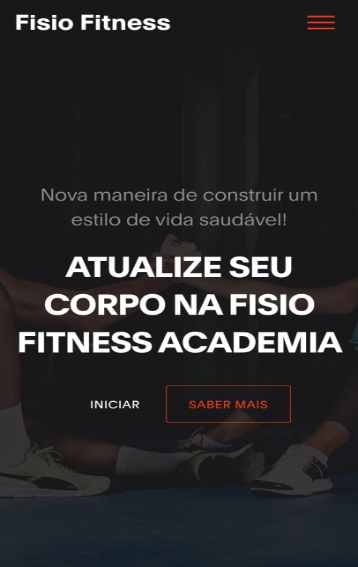 Fisio Fitness
Nova maneira de construir um
estilo de vida saudável!
ATUALIZE SEU
CORPO NA FISIO
FITNESS ACADEMIA
INICIAR
SABER MAIS